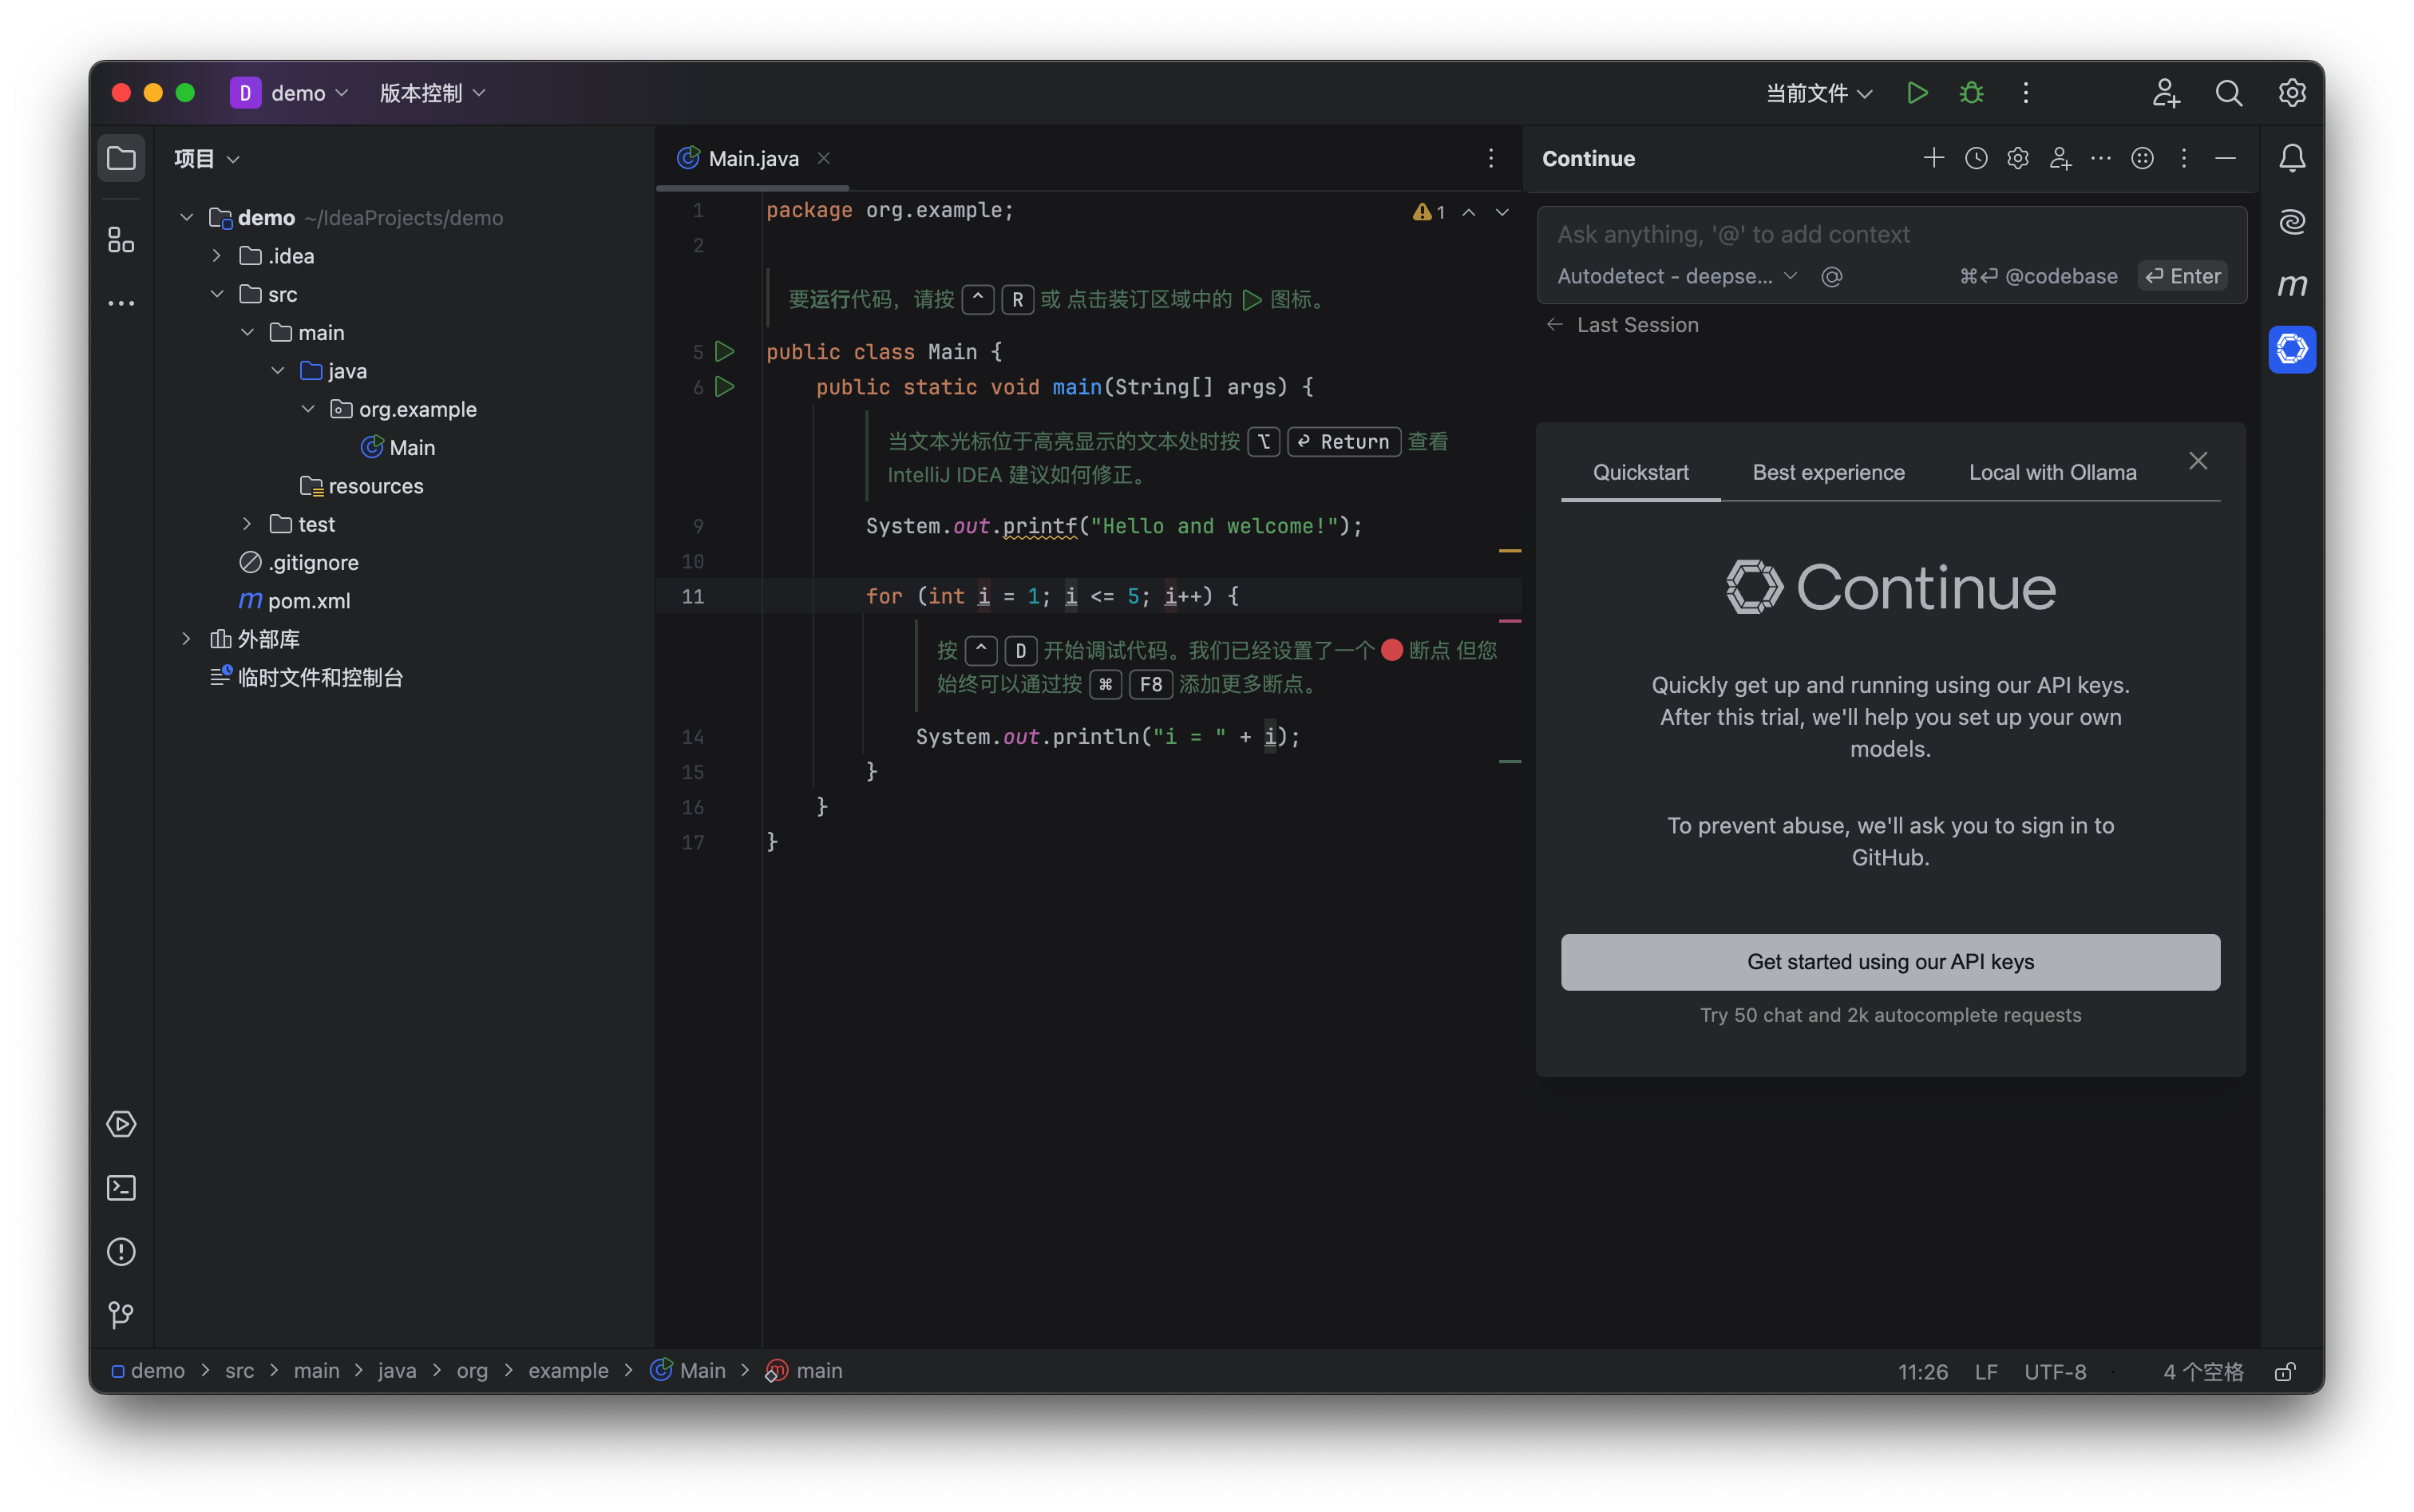 D demo 版本控制
当前文件
项目
demo ~/IdeaProjects/demo
.idea
src
main
java
org.example
Main
resources
test
.gitignore
pom.xml
外部库
临时文件和控制台
Main.java
1
1 package org.example;
2
要运行代码，请按 ^ R 或 点击装订区域中的 图标。
5 public class Main {
6 public static void main(String[] args) {
当文本光标位于高亮显示的文本处时按 ⌥ ⏎ Return 查看
IntelliJ IDEA 建议如何修正。
9 System.out.printf("Hello and welcome!");
10
11 for (int i = 1; i <= 5; i++) {
按 ^ D 开始调试代码。我们已经设置了一个 断点 但您
始终可以通过按 ⌘ F8 添加更多断点。
14 System.out.println("i = " + i);
15 }
16 }
17 }
Continue
Ask anything, '@' to add context
Autodetect - deepse... @ ⌘⏎ @codebase ⏎ Enter
Last Session
m
Quickstart Best experience Local with Ollama
Continue
Quickly get up and running using our API keys.
After this trial, we'll help you set up your own
models.
To prevent abuse, we'll ask you to sign in to
GitHub.
Get started using our API keys
Try 50 chat and 2k autocomplete requests
demo > src > main > java > org > example > Main > main
11:26 LF UTF-8 4 个空格